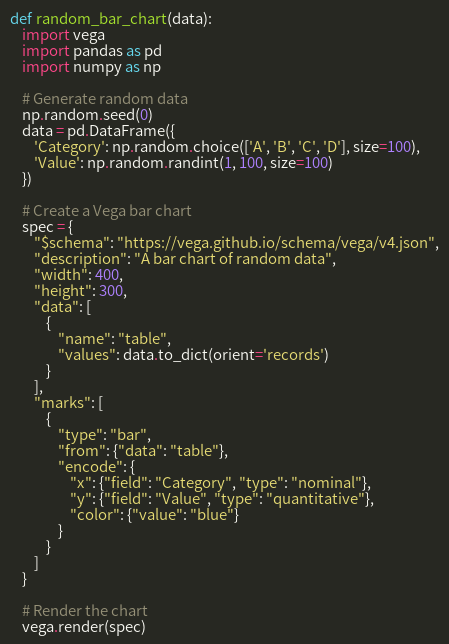 def random_bar_chart(data):
    import vega
    import pandas as pd
    import numpy as np

    # Generate random data
    np.random.seed(0)
    data = pd.DataFrame({
        'Category': np.random.choice(['A', 'B', 'C', 'D'], size=100),
        'Value': np.random.randint(1, 100, size=100)
    })

    # Create a Vega bar chart
    spec = {
        "$schema": "https://vega.github.io/schema/vega/v4.json",
        "description": "A bar chart of random data",
        "width": 400,
        "height": 300,
        "data": [
            {
                "name": "table",
                "values": data.to_dict(orient='records')
            }
        ],
        "marks": [
            {
                "type": "bar",
                "from": {"data": "table"},
                "encode": {
                    "x": {"field": "Category", "type": "nominal"},
                    "y": {"field": "Value", "type": "quantitative"},
                    "color": {"value": "blue"}
                }
            }
        ]
    }

    # Render the chart
    vega.render(spec)